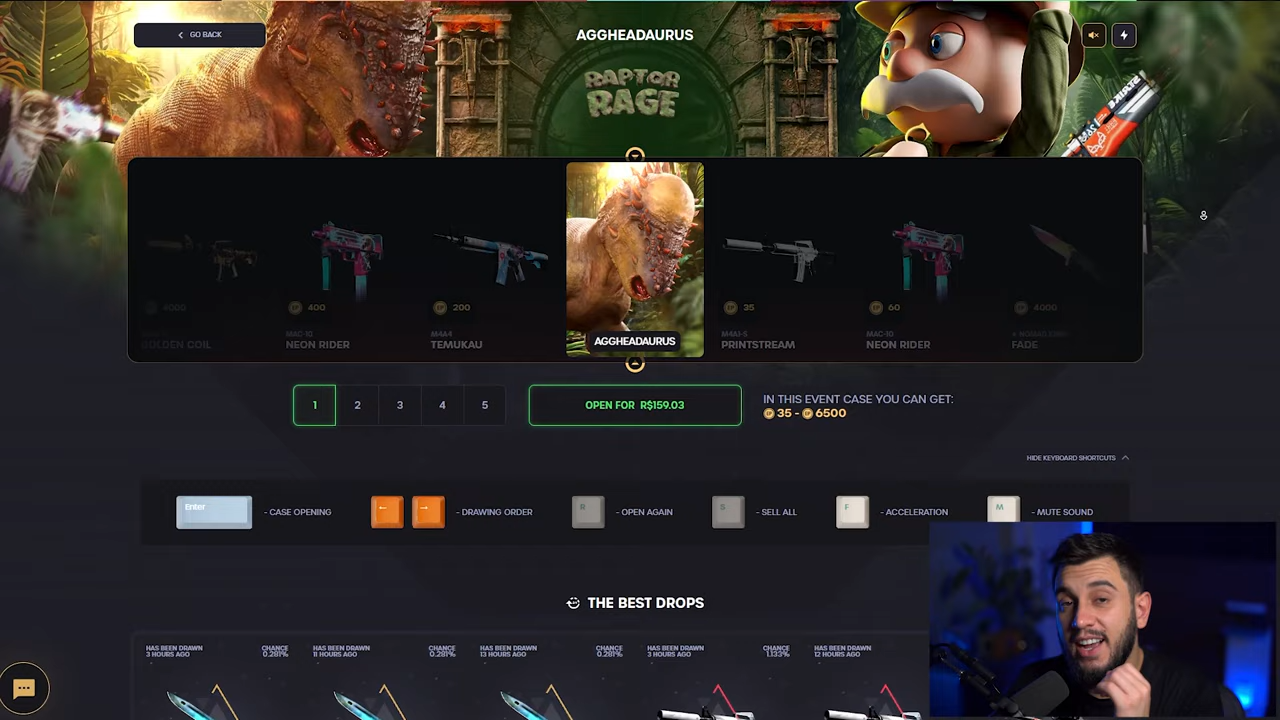 GO BACK
AGGHEADAURUS
RAPTOR
RAGE
4000
400
200
35
60
4000
MAC-10
M4A4
M4A1-S
MAC-10
GOLDEN COIL
NEON RIDER
TEMUKAU
AGGHEADAURUS
PRINTSTREAM
NEON RIDER
FADE
1
2
3
4
5
OPEN FOR R$159.03
IN THIS EVENT CASE YOU CAN GET:
35 - 6500
HIDE KEYBOARD SHORTCUTS
Enter
- CASE OPENING
- DRAWING ORDER
R
- OPEN AGAIN
S
- SELL ALL
F
- ACCELERATION
M
- MUTE SOUND
THE BEST DROPS
HAS BEEN DRAWN
3 HOURS AGO
CHANCE
0.281%
HAS BEEN DRAWN
11 HOURS AGO
CHANCE
0.281%
HAS BEEN DRAWN
13 HOURS AGO
CHANCE
0.281%
HAS BEEN DRAWN
3 HOURS AGO
CHANCE
1.133%
HAS BEEN DRAWN
12 HOURS AGO